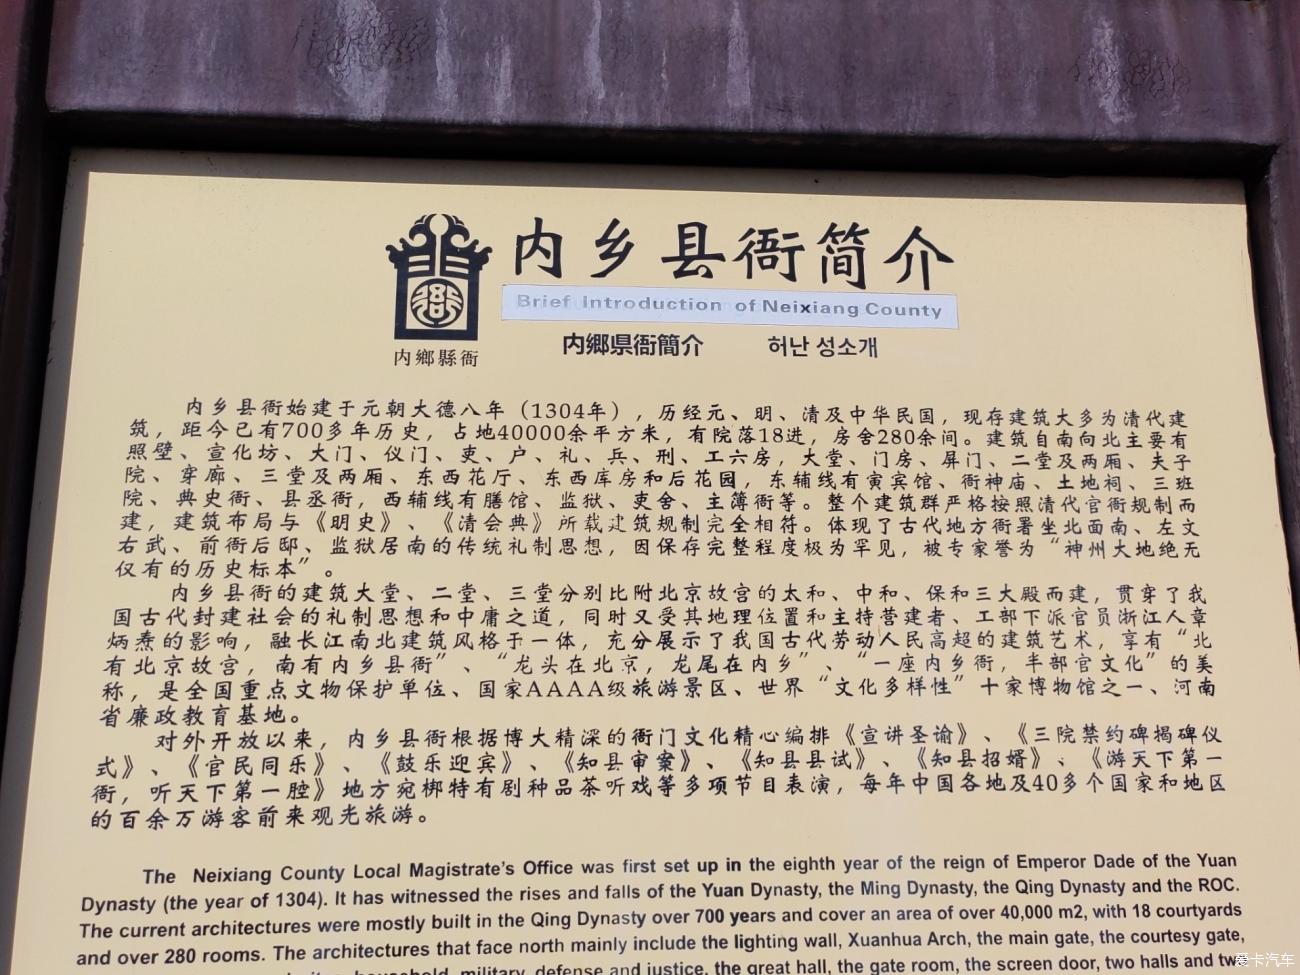 内乡县衙简介
Brief Introduction of Neixiang County
内鄉縣衙
内郷県衙簡介 허난 성소개
内乡县衙始建于元朝大德八年（1304年），历经元、明、清及中华民国，现存建筑大多为清代建
筑，距今已有700多年历史，占地40000余平方米，有院落18进，房舍280余间。建筑自南向北主要有
照壁、宣化坊、大门、仪门、吏、户、礼、兵、刑、工六房，大堂、门房、屏门、二堂及两厢、夫子
院、穿廊、三堂及两厢、东西花厅、东西库房和后花园，东辅线有寅宾馆、衙神庙、土地祠、三班
院、典史衙、县丞衙，西辅线有膳馆、监狱、吏舍、主簿衙等。整个建筑群严格按照清代官衙规制而
建，建筑布局与《明史》、《清会典》所载建筑规制完全相符。体现了古代地方衙署坐北面南、左文
右武、前衙后邸、监狱居南的传统礼制思想，因保存完整程度极为罕见，被专家誉为“神州大地绝无
仅有的历史标本”。
内乡县衙的建筑大堂、二堂、三堂分别比附北京故宫的太和、中和、保和三大殿而建，贯穿了我
国古代封建社会的礼制思想和中庸之道，同时又受其地理位置和主持营建者、工部下派官员浙江人章
炳焘的影响，融长江南北建筑风格于一体，充分展示了我国古代劳动人民高超的建筑艺术，享有“北
有北京故宫，南有内乡县衙”、“龙头在北京，龙尾在内乡”、“一座内乡衙，半部官文化”的美
称，是全国重点文物保护单位、国家AAAA级旅游景区、世界“文化多样性”十家博物馆之一、河南
省廉政教育基地。
对外开放以来，内乡县衙根据博大精深的衙门文化精心编排《宣讲圣谕》、《三院禁约碑揭碑仪
式》、《官民同乐》、《鼓乐迎宾》、《知县审案》、《知县县试》、《知县招婿》、《游天下第一
衙，听天下第一腔》地方宛梆特有剧种品茶听戏等多项节目表演，每年中国各地及40多个国家和地区
的百余万游客前来观光旅游。
The Neixiang County Local Magistrate's Office was first set up in the eighth year of the reign of Emperor Dade of the Yuan
Dynasty (the year of 1304). It has witnessed the rises and falls of the Yuan Dynasty, the Ming Dynasty, the Qing Dynasty and the ROC.
The current architectures were mostly built in the Qing Dynasty over 700 years and cover an area of over 40,000 m2, with 18 courtyards
and over 280 rooms. The architectures that face north mainly include the lighting wall, Xuanhua Arch, the main gate, the courtesy gate,
household, military, defense and justice, the great hall, the gate room, the screen door, two halls and two
爱卡汽车